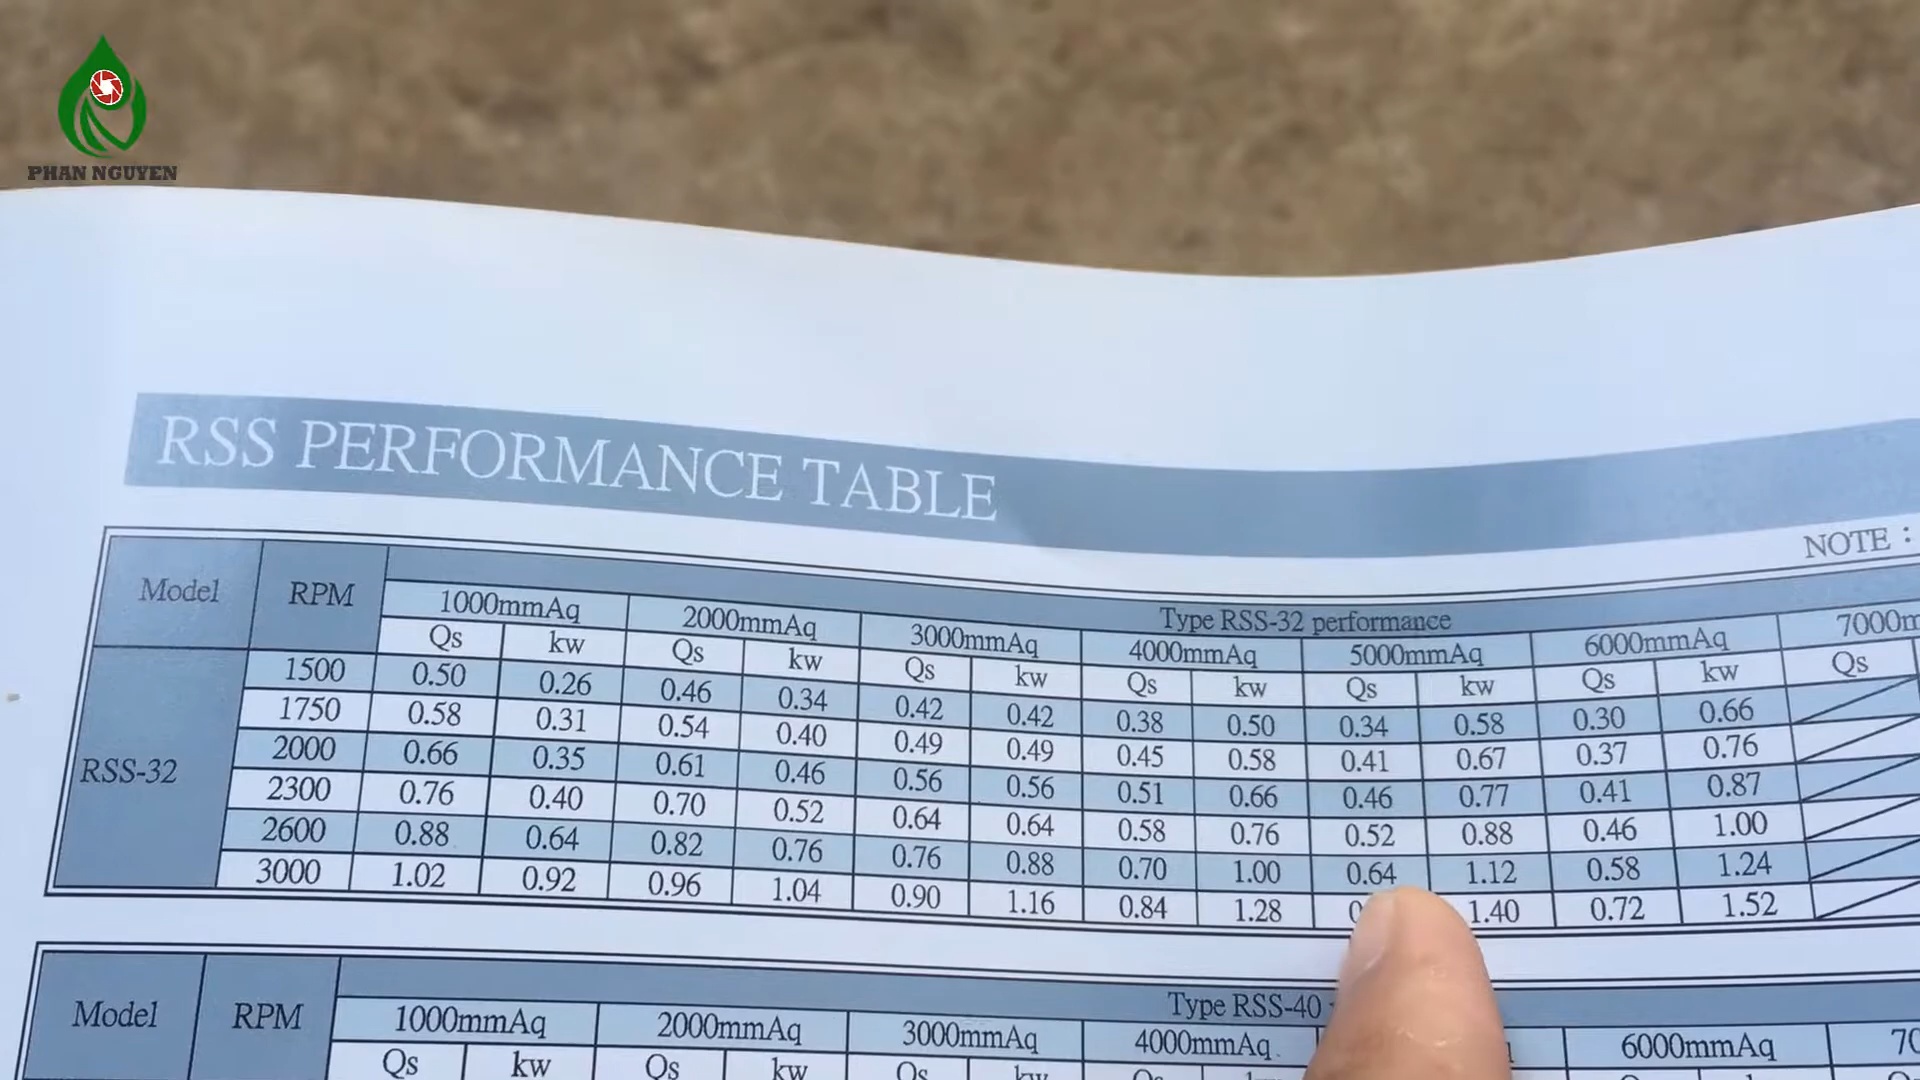 PHAN NGUYEN
RSS PERFORMANCE TABLE
NOTE :
Model RPM Type RSS-32 performance
1000mmAq 2000mmAq 3000mmAq 4000mmAq 5000mmAq 6000mmAq 7000m
Qs kw Qs kw Qs kw Qs kw Qs kw Qs kw Qs
RSS-32
1500 0.50 0.26 0.46 0.34 0.42 0.42 0.38 0.50 0.34 0.58 0.30 0.66
1750 0.58 0.31 0.54 0.40 0.49 0.49 0.45 0.58 0.41 0.67 0.37 0.76
2000 0.66 0.35 0.61 0.46 0.56 0.56 0.51 0.66 0.46 0.77 0.41 0.87
2300 0.76 0.40 0.70 0.52 0.64 0.64 0.58 0.76 0.52 0.88 0.46 1.00
2600 0.88 0.64 0.82 0.76 0.76 0.88 0.70 1.00 0.64 1.12 0.58 1.24
3000 1.02 0.92 0.96 1.04 0.90 1.16 0.84 1.28 1.40 0.72 1.52
Model RPM Type RSS-40
1000mmAq 2000mmAq 3000mmAq 4000mmAq 6000mmAq
Qs kw Qs kw Qs kw Qs kw